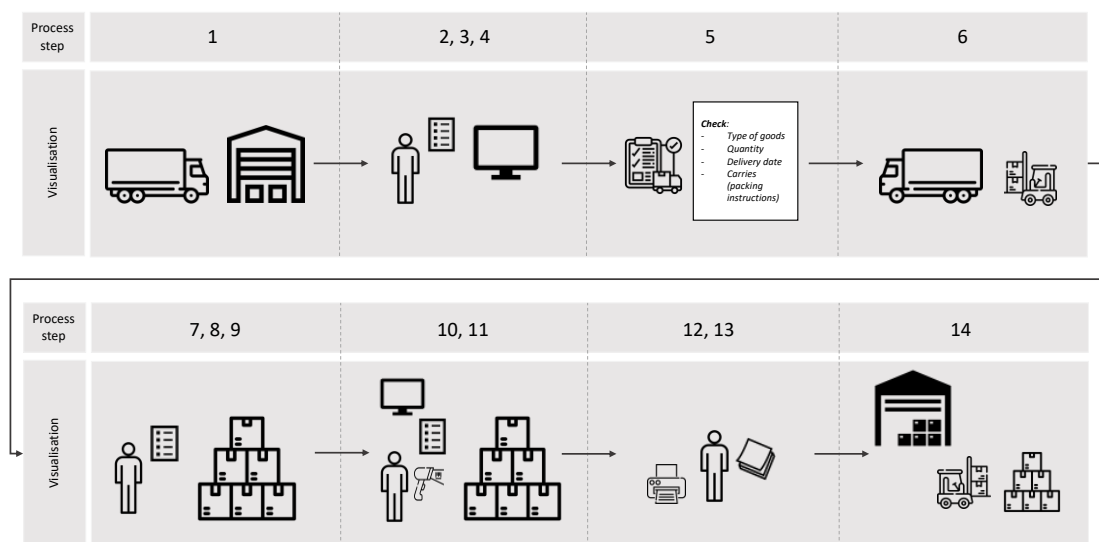 Process
step
1
2, 3, 4
5
6
Visualisation
Check:
- Type of goods
- Quantity
- Delivery date
- Carries
(packing
instructions)
Process
step
7, 8, 9
10, 11
12, 13
14
Visualisation